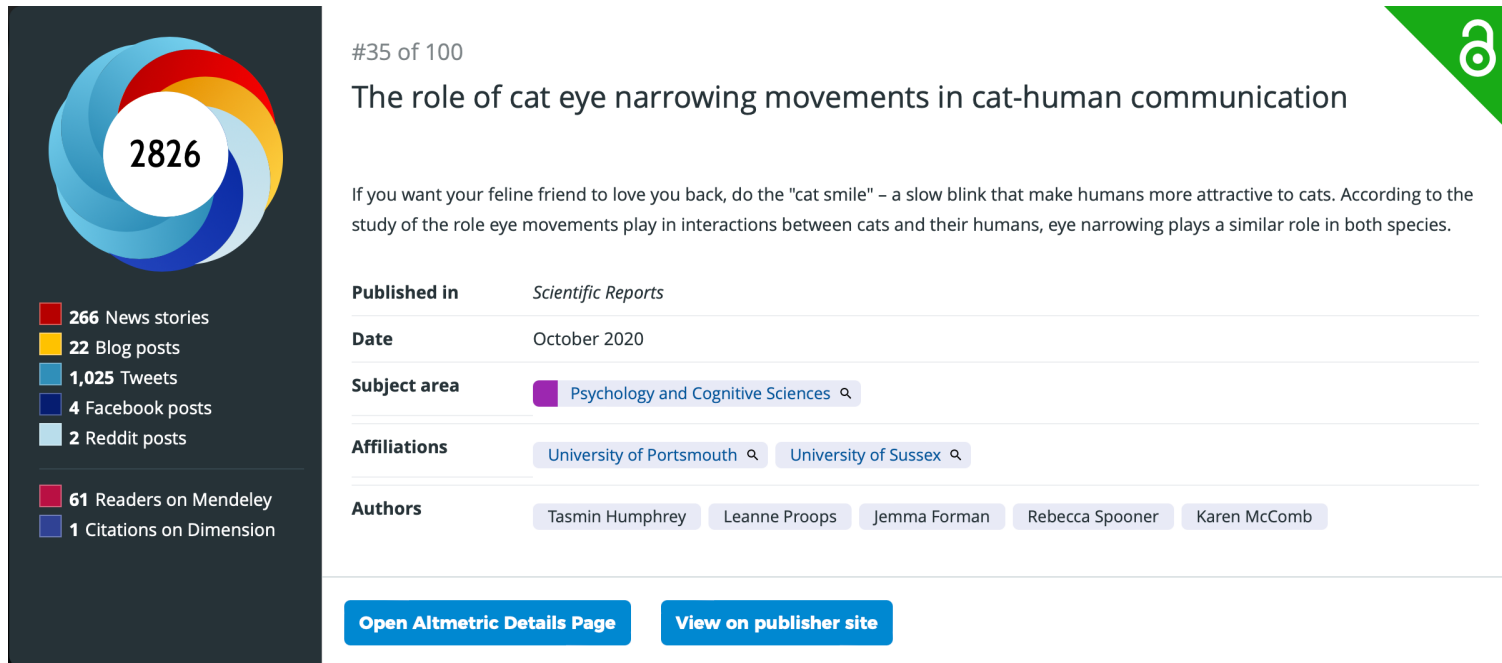 2826
266 News stories
22 Blog posts
1,025 Tweets
4 Facebook posts
2 Reddit posts
61 Readers on Mendeley
1 Citations on Dimension
#35 of 100
The role of cat eye narrowing movements in cat-human communication
If you want your feline friend to love you back, do the "cat smile" – a slow blink that make humans more attractive to cats. According to the
study of the role eye movements play in interactions between cats and their humans, eye narrowing plays a similar role in both species.
Published in Scientific Reports
Date October 2020
Subject area Psychology and Cognitive Sciences
Affiliations University of Portsmouth University of Sussex
Authors Tasmin Humphrey Leanne Proops Jemma Forman Rebecca Spooner Karen McComb
Open Altmetric Details Page View on publisher site